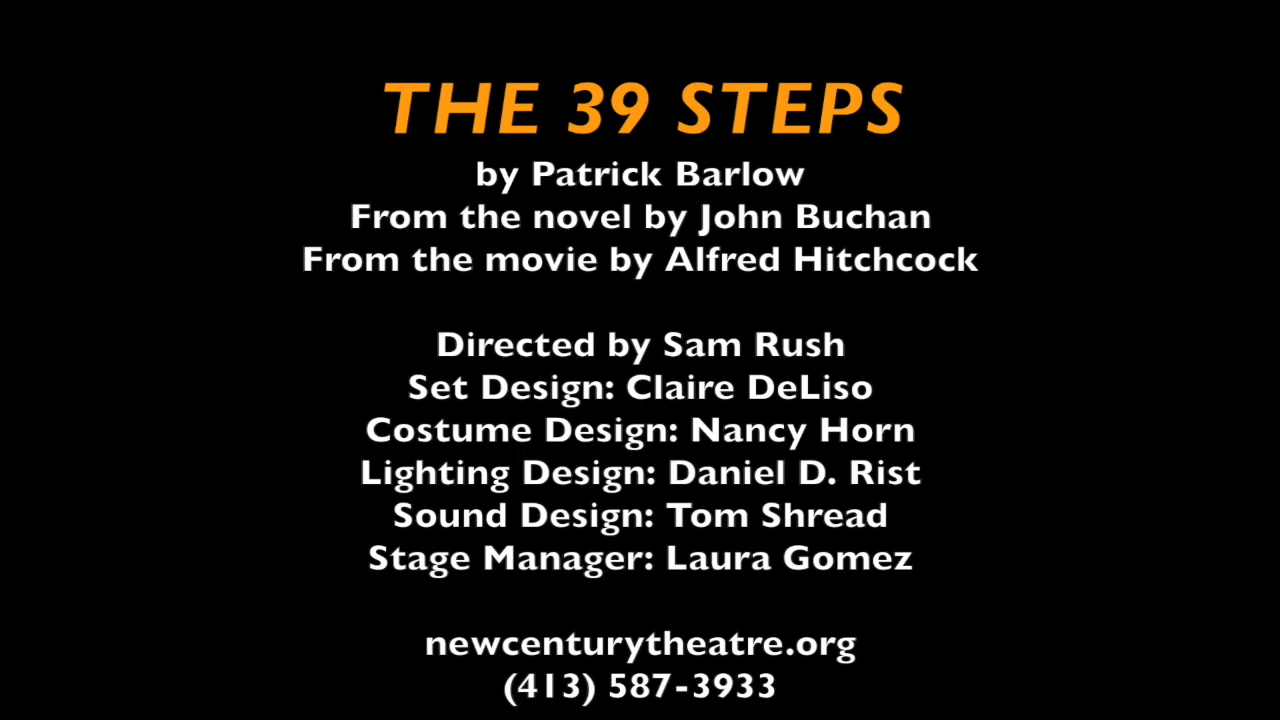 THE 39 STEPS
by Patrick Barlow
From the novel by John Buchan
From the movie by Alfred Hitchcock
Directed by Sam Rush
Set Design: Claire DeLiso
Costume Design: Nancy Horn
Lighting Design: Daniel D. Rist
Sound Design: Tom Shread
Stage Manager: Laura Gomez
newcenturytheatre.org
(413) 587-3933